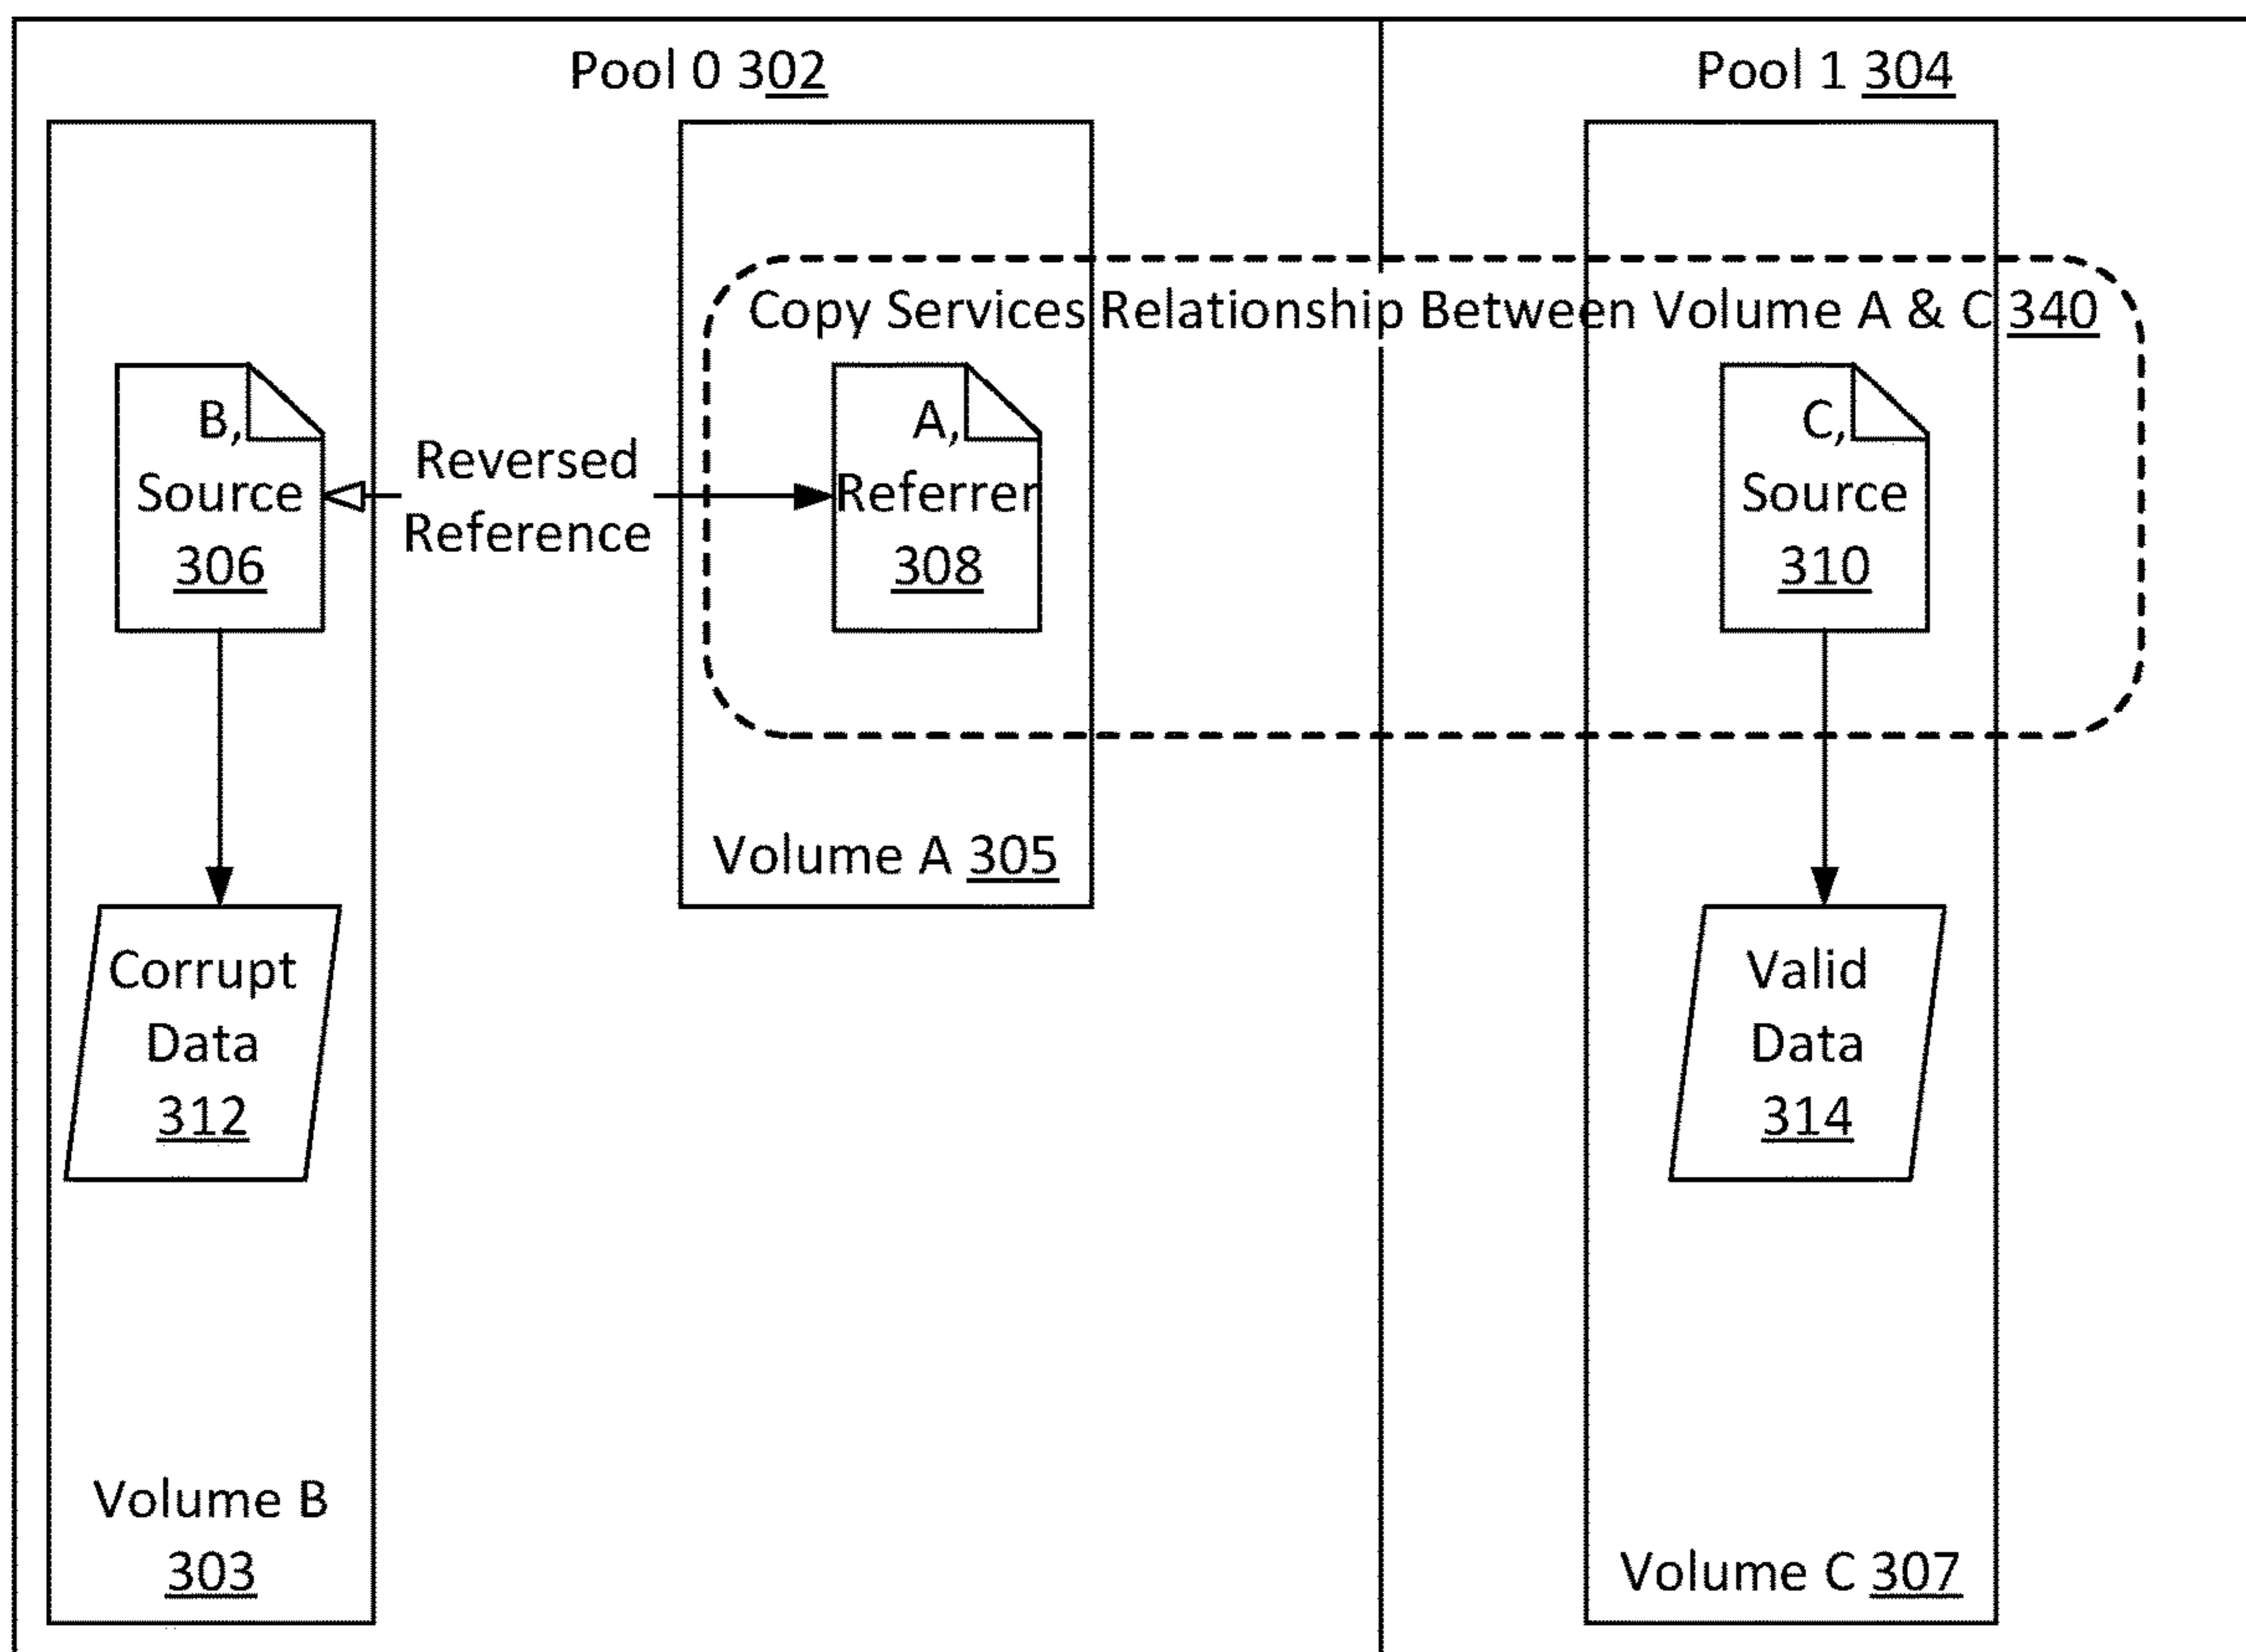 Pool 0 302
Pool 1 304
Copy Services Relationship Between Volume A & C 340
B,
Source
306
Reversed
Reference
A,
Referrer
308
C,
Source
310
Volume A 305
Corrupt
Data
312
Valid
Data
314
Volume B
303
Volume C 307